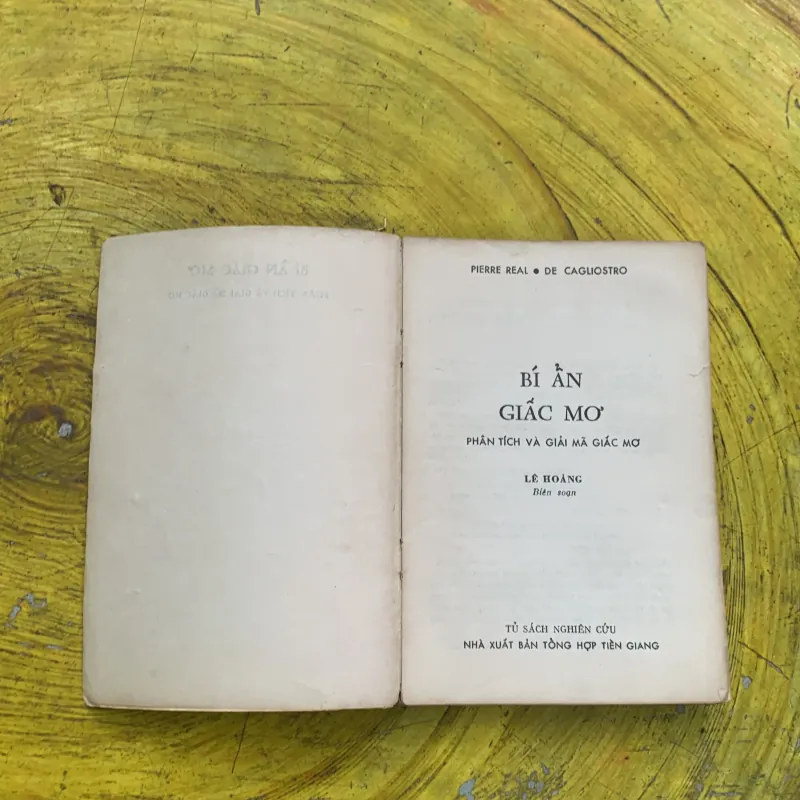 PIERRE REAL ● DE CAGLIOSTRO
BÍ ẨN
GIẤC MƠ
PHÂN TÍCH VÀ GIẢI MÃ GIẤC MƠ
LÊ HOÀNG
Biên soạn
TỦ SÁCH NGHIÊN CỨU
NHÀ XUẤT BẢN TỔNG HỢP TIỀN GIANG